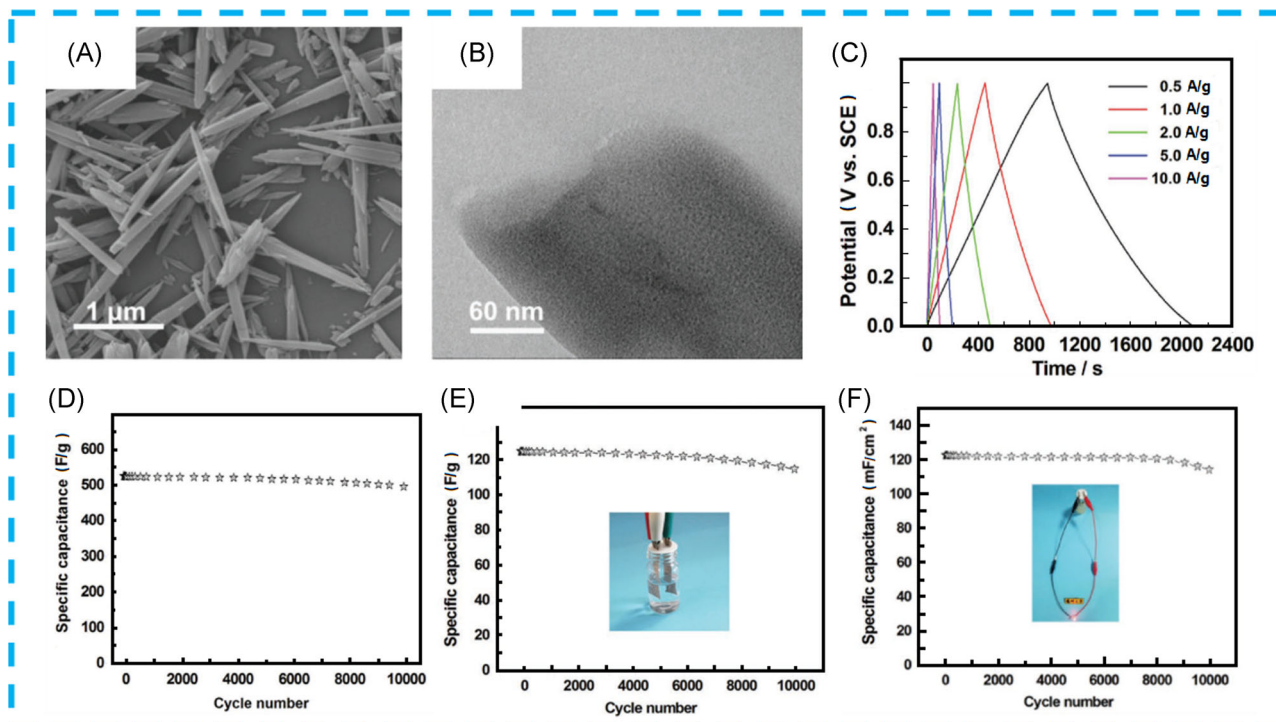 (A)
1 μm
(B)
60 nm
(C)
Potential ( V vs. SCE )
0.8
0.6
0.4
0.2
0.0
0.5 A/g
1.0 A/g
2.0 A/g
5.0 A/g
10.0 A/g
0 400 800 1200 1600 2000 2400
Time / s
(D)
Specific capacitance (F/g )
600
500
400
300
200
100
0
0 2000 4000 6000 8000 10000
Cycle number
(E)
Specific capacitance (F/g )
120
100
80
60
40
20
0
0 2000 4000 6000 8000 10000
Cycle number
(F)
Specific capacitance ( mF/cm² )
140
120
100
80
60
40
20
0
0 2000 4000 6000 8000 10000
Cycle number